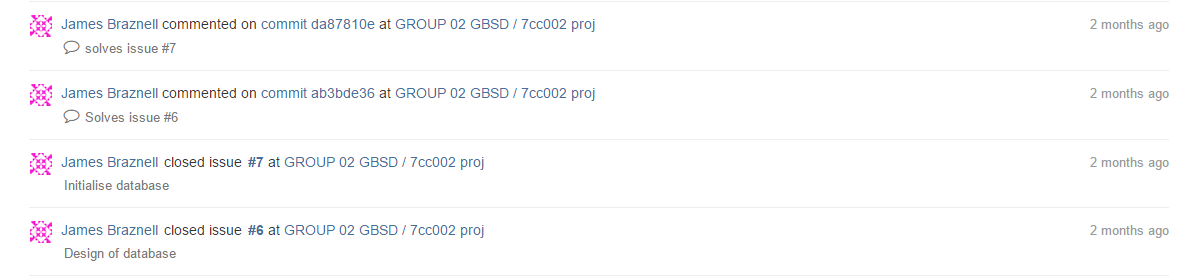 James Braznell commented on commit da87810e at GROUP 02 GBSD / 7cc002 proj 2 months ago
solves issue #7
James Braznell commented on commit ab3bde36 at GROUP 02 GBSD / 7cc002 proj 2 months ago
Solves issue #6
James Braznell closed issue #7 at GROUP 02 GBSD / 7cc002 proj 2 months ago
Initialise database
James Braznell closed issue #6 at GROUP 02 GBSD / 7cc002 proj 2 months ago
Design of database